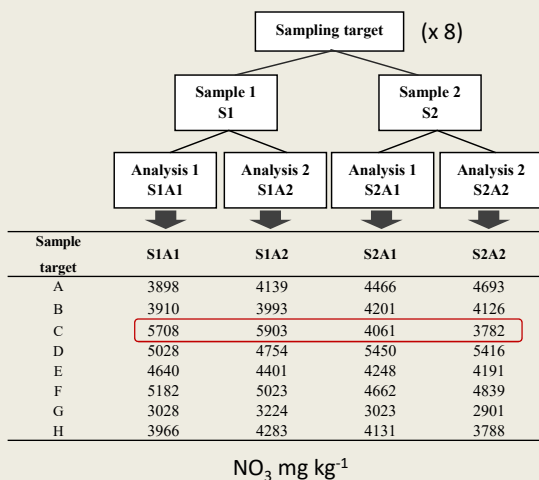 Sampling target (x 8)
Sample 1 Sample 2
S1 S2
Analysis 1 Analysis 2 Analysis 1 Analysis 2
S1A1 S1A2 S2A1 S2A2
Sample target S1A1 S1A2 S2A1 S2A2
A 3898 4139 4466 4693
B 3910 3993 4201 4126
C 5708 5903 4061 3782
D 5028 4754 5450 5416
E 4640 4401 4248 4191
F 5182 5023 4662 4839
G 3028 3224 3023 2901
H 3966 4283 4131 3788
NO₃ mg kg⁻¹